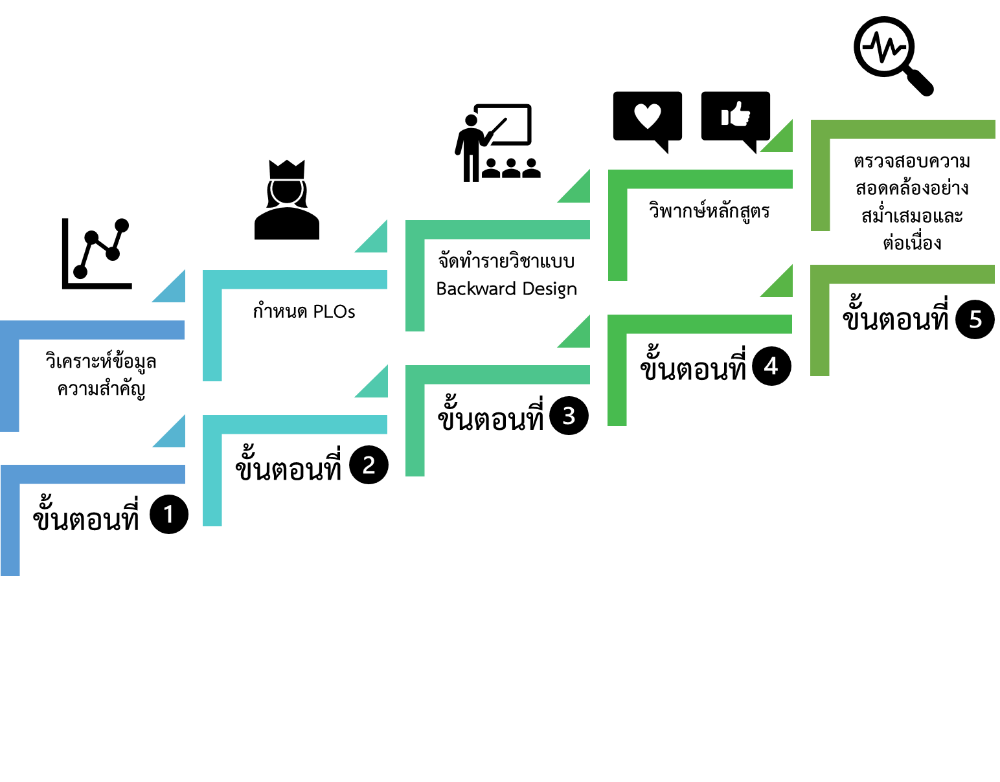 วิเคราะห์ข้อมูล
ความสำคัญ
ขั้นตอนที่ 1
กำหนด PLOs
ขั้นตอนที่ 2
จัดทำรายวิชาแบบ
Backward Design
ขั้นตอนที่ 3
วิพากษ์หลักสูตร
ขั้นตอนที่ 4
ตรวจสอบความ
สอดคล้องอย่าง
สม่ำเสมอและ
ต่อเนื่อง
ขั้นตอนที่ 5